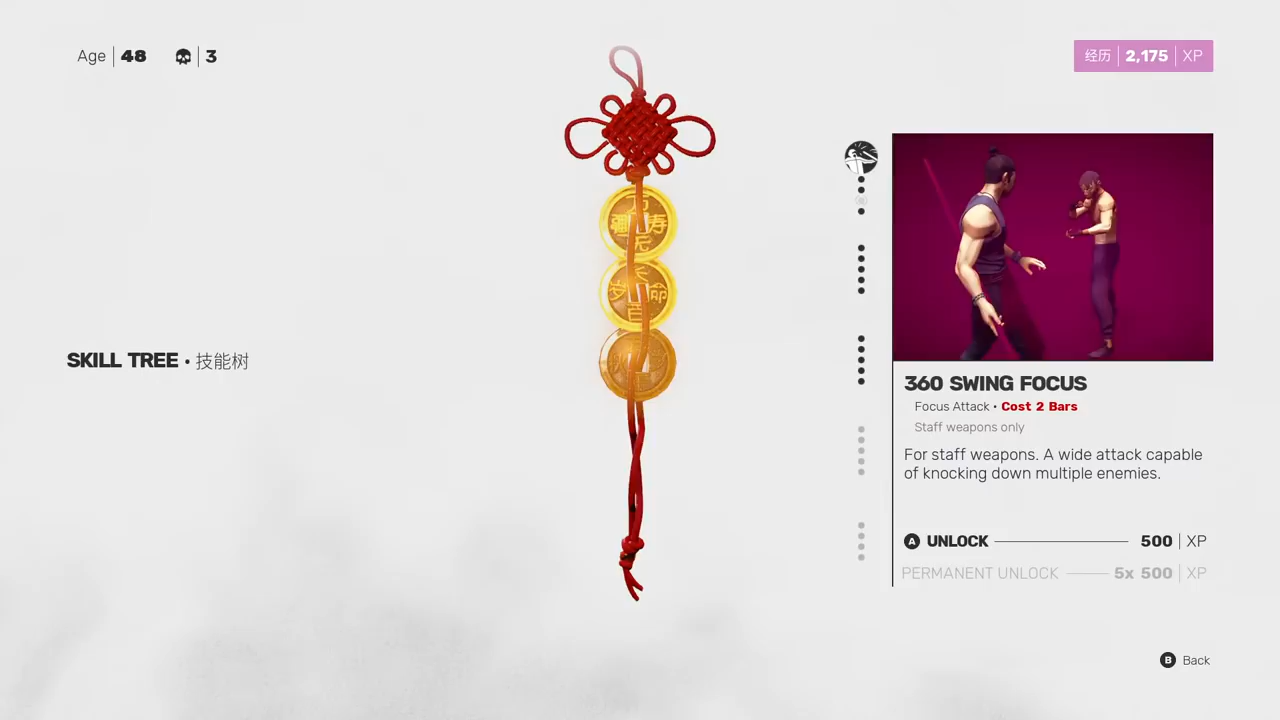 Age 48 3
经历 2,175 XP
SKILL TREE • 技能树
360 SWING FOCUS
Focus Attack • Cost 2 Bars
Staff weapons only
For staff weapons. A wide attack capable
of knocking down multiple enemies.
A UNLOCK 500 XP
PERMANENT UNLOCK 5x 500 XP
B Back